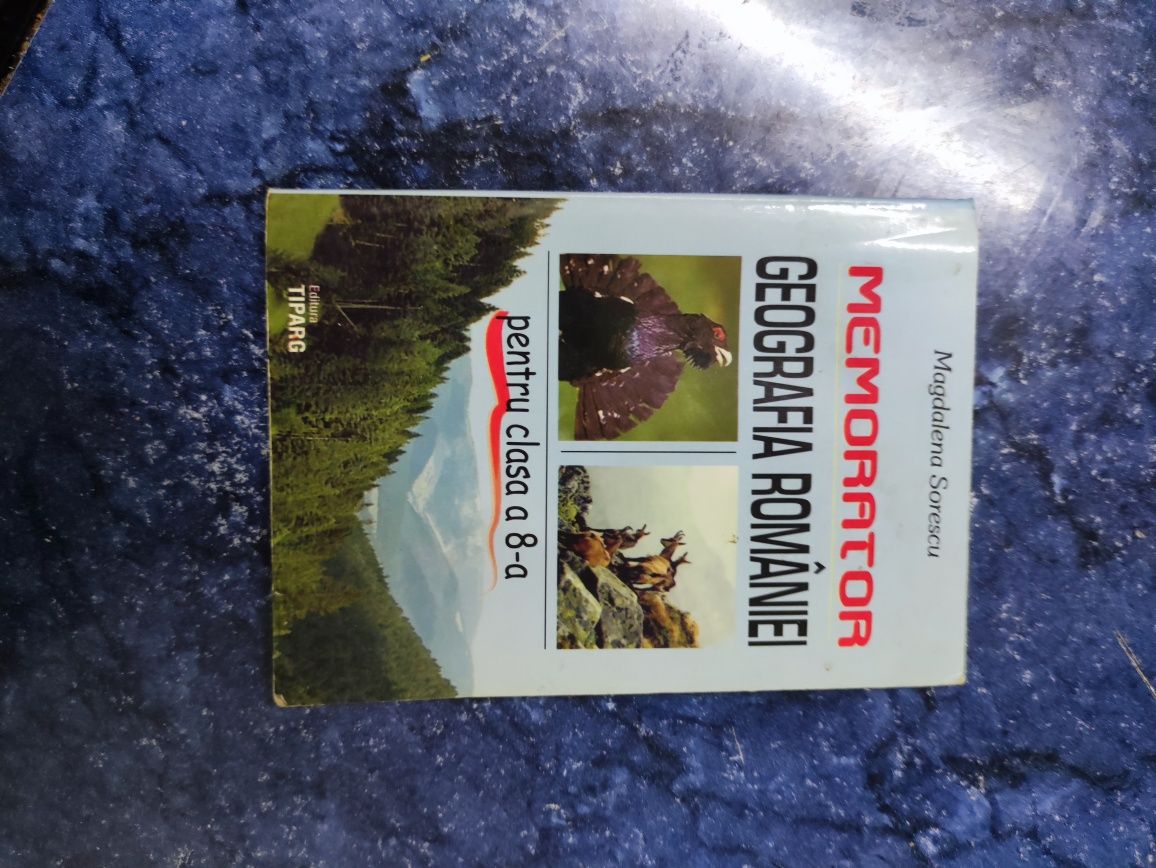 Magdalena Sorescu
MEMORATOR
GEOGRAFIA ROMÂNIEI
pentru clasa a 8-a
Editura
TIPARG